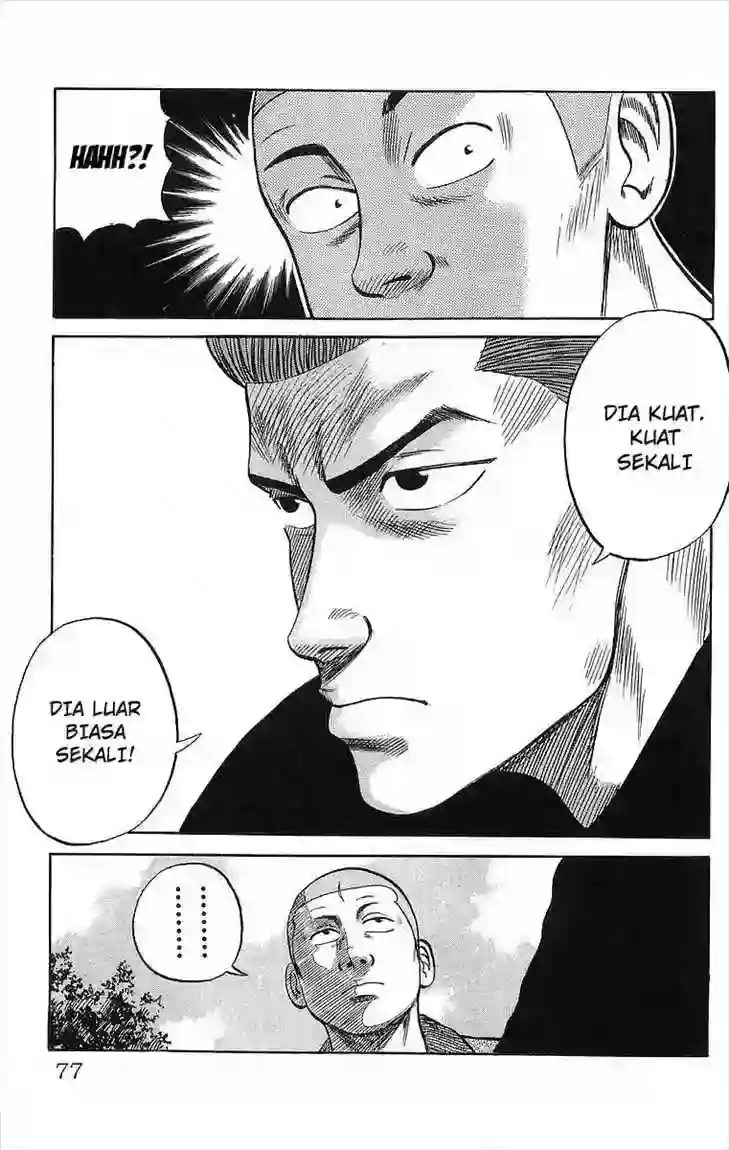 HAHH?!
DIA KUAT.
KUAT
SEKALI
DIA LUAR
BIASA
SEKALI!
77